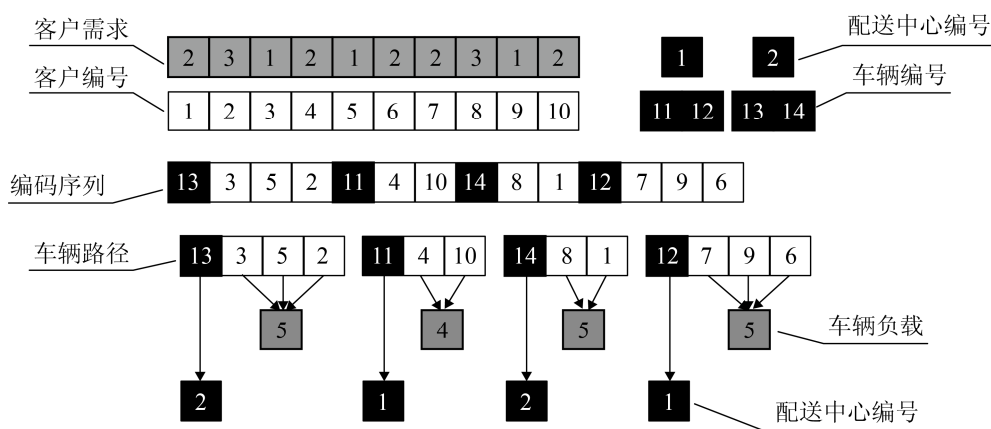 客户需求 2 3 1 2 1 2 2 3 1 2 1 2 配送中心编号
客户编号 1 2 3 4 5 6 7 8 9 10 11 12 13 14 车辆编号
编码序列 13 3 5 2 11 4 10 14 8 1 12 7 9 6
车辆路径 13 3 5 2 11 4 10 14 8 1 12 7 9 6
5 4 5 5 车辆负载
2 1 2 1 配送中心编号